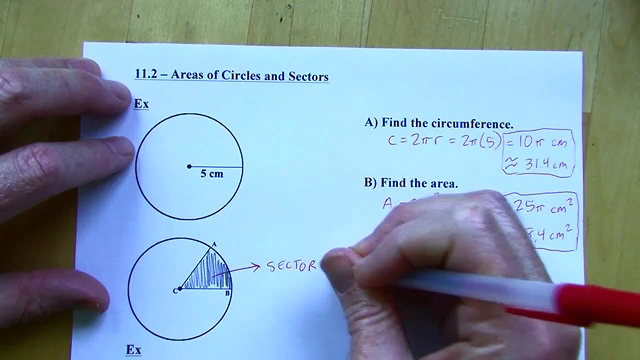 11.2 – Areas of Circles and Sectors
Ex
5 cm
A) Find the circumference.
C = 2πr = 2π(5) = 10π cm
≈ 31.4 cm
B) Find the area.
A = 25π cm²
8.4 cm²
A
C
B
SECTOR
Ex